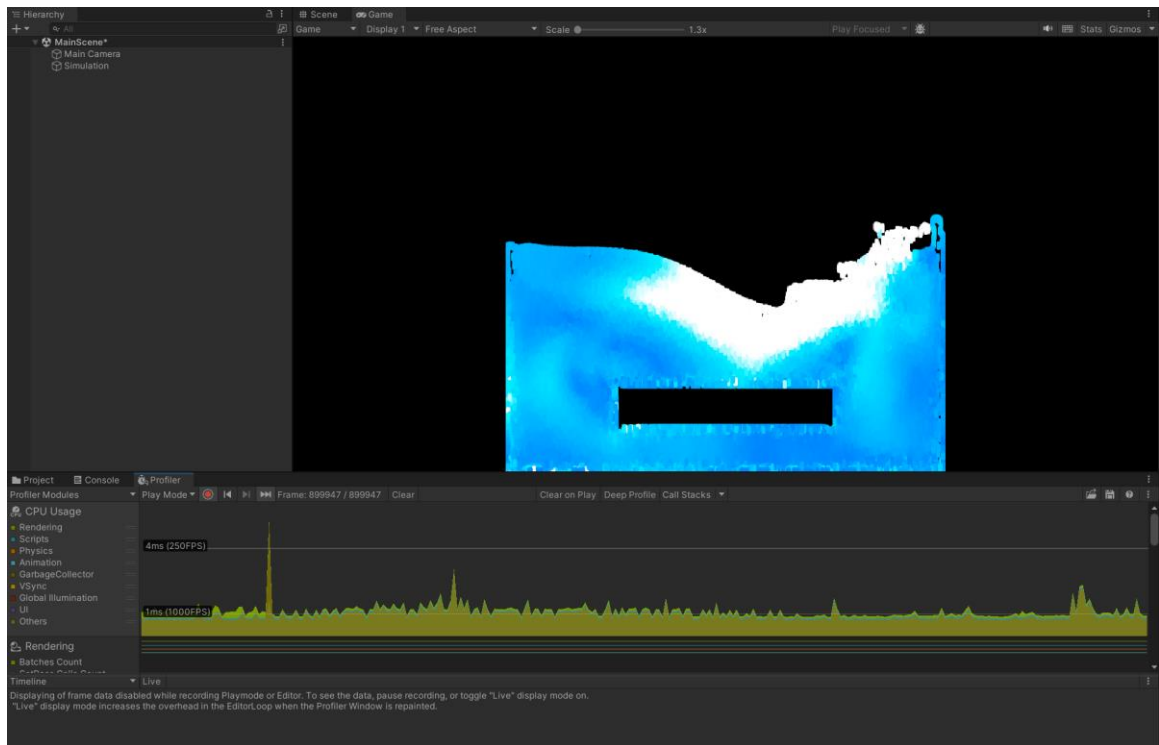 Hierarchy
All
MainScene*
Main Camera
Simulation
Scene Game
Game Display 1 Free Aspect Scale 1.3x Play Focused Stats Gizmos
Project Console Profiler
Profiler Modules Play Mode Frame: 899947 / 899947 Clear Clear on Play Deep Profile Call Stacks
CPU Usage
Rendering
Scripts
Physics
Animation
GarbageCollector
VSync
Global Illumination
UI
Others
4ms (250FPS)
1ms (1000FPS)
Rendering
Batches Count
SetPass Calls Count
Timeline Live
Displaying of frame data disabled while recording Playmode or Editor. To see the data, pause recording, or toggle "Live" display mode on.
"Live" display mode increases the overhead in the EditorLoop when the Profiler Window is repainted.